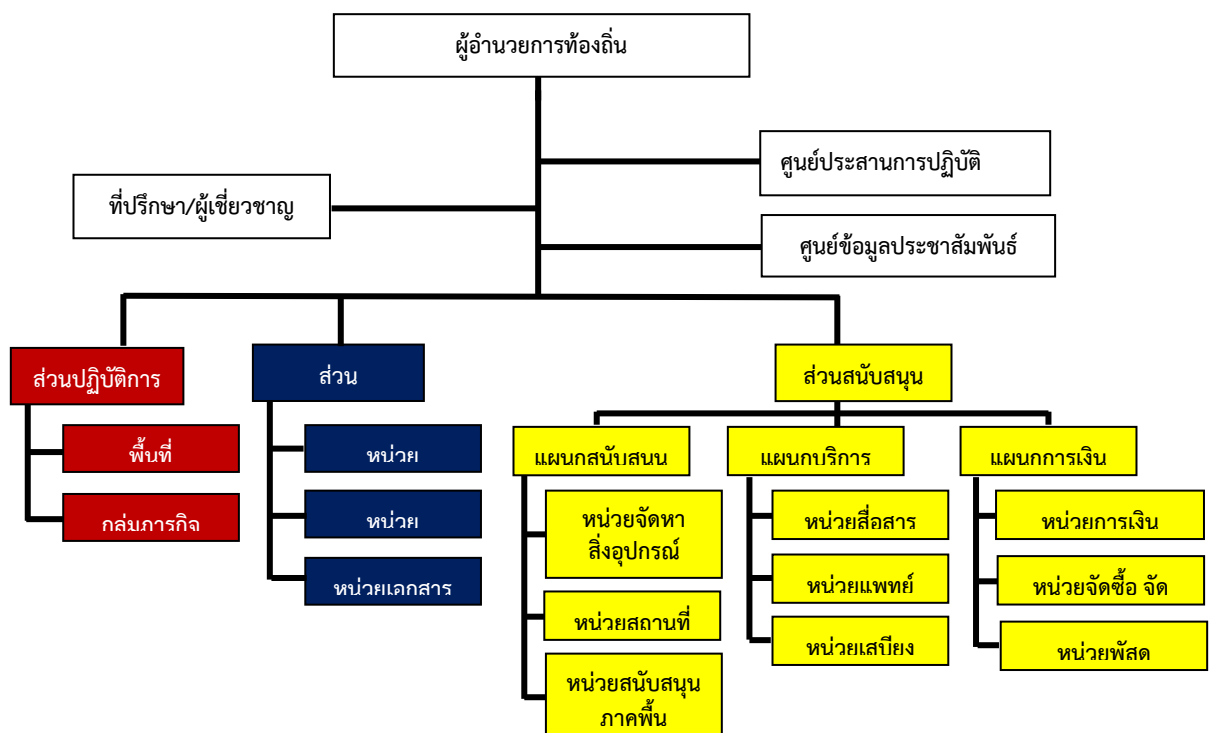 ผู้อำนวยการท้องถิ่น
ศูนย์ประสานการปฏิบัติ
ที่ปรึกษา/ผู้เชี่ยวชาญ
ศูนย์ข้อมูลประชาสัมพันธ์
ส่วนปฏิบัติการ
ส่วน
ส่วนสนับสนุน
พื้นที่
กล่มภารกิจ
หน่วย
หน่วย
หน่วยเอกสาร
แผนกสนับสนน
หน่วยจัดหา
สิ่งอุปกรณ์
หน่วยสถานที่
หน่วยสนับสนุน
ภาคพื้น
แผนกบริการ
หน่วยสื่อสาร
หน่วยแพทย์
หน่วยเสบียง
แผนกการเงิน
หน่วยการเงิน
หน่วยจัดซื้อ จัด
หน่วยพัสด